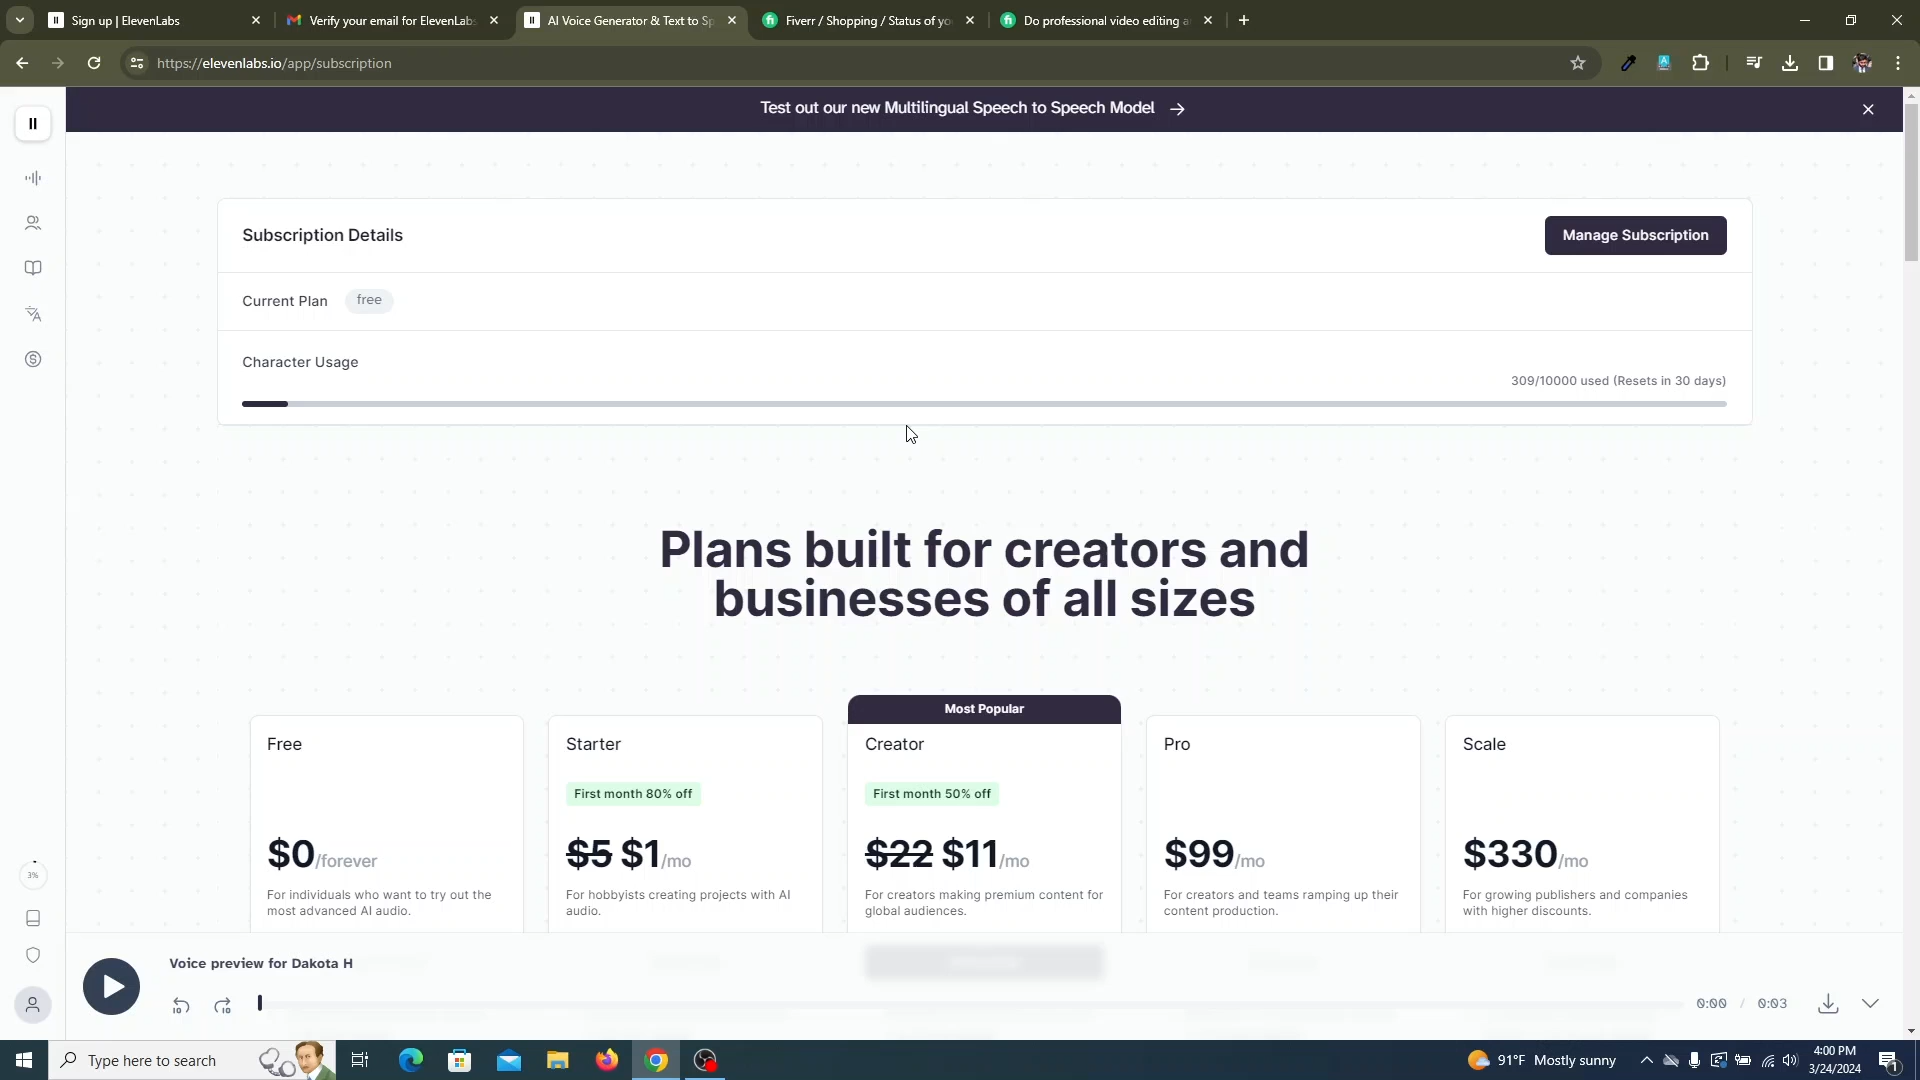 Sign up | ElevenLabs
Verify your email for ElevenLabs
AI Voice Generator & Text to Sp
Fiverr / Shopping / Status of yo
Do professional video editing a
https://elevenlabs.io/app/subscription
Test out our new Multilingual Speech to Speech Model →
Subscription Details
Manage Subscription
Current Plan free
Character Usage
309/10000 used (Resets in 30 days)
Plans built for creators and
businesses of all sizes
Most Popular
Free
Starter
Creator
Pro
Scale
First month 80% off
First month 50% off
$0/forever
$5 $1/mo
$22 $11/mo
$99/mo
$330/mo
For individuals who want to try out the
most advanced AI audio.
For hobbyists creating projects with AI
audio.
For creators making premium content for
global audiences.
For creators and teams ramping up their
content production.
For growing publishers and companies
with higher discounts.
3%
Voice preview for Dakota H
10
10
0:00 / 0:03
Type here to search
91°F Mostly sunny
4:00 PM
3/24/2024
1